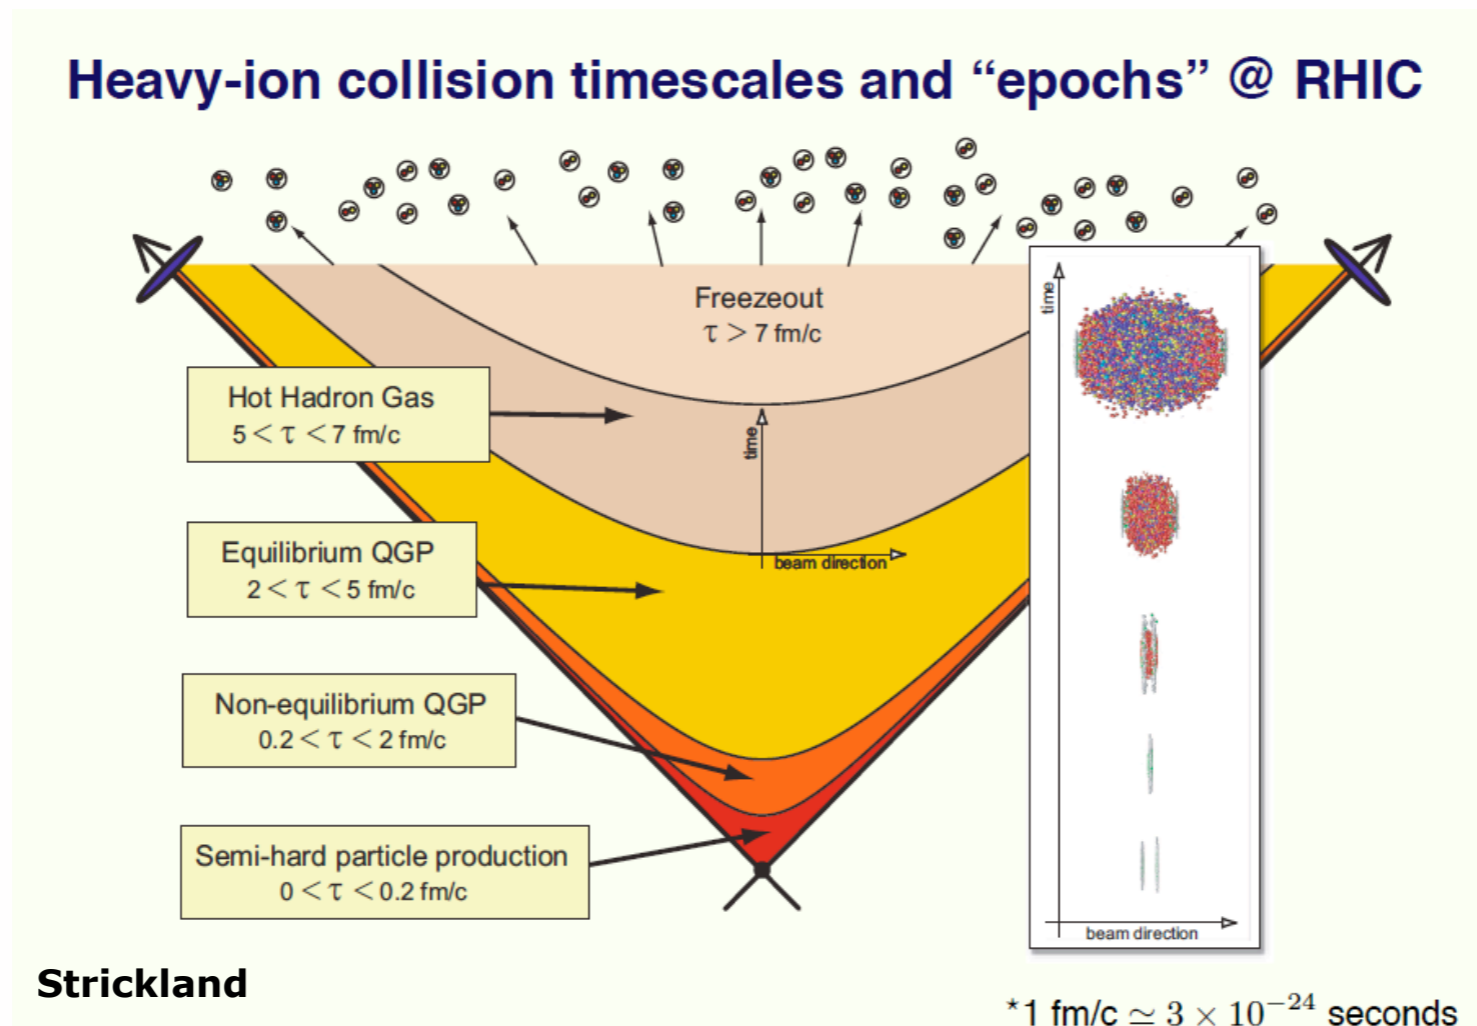 Heavy-ion collision timescales and “epochs” @ RHIC
Freezeout
τ > 7 fm/c
Hot Hadron Gas
5 < τ < 7 fm/c
time
beam direction
Equilibrium QGP
2 < τ < 5 fm/c
Non-equilibrium QGP
0.2 < τ < 2 fm/c
Semi-hard particle production
0 < τ < 0.2 fm/c
time
beam direction
Strickland
*1 fm/c ≃ 3 × 10⁻²⁴ seconds